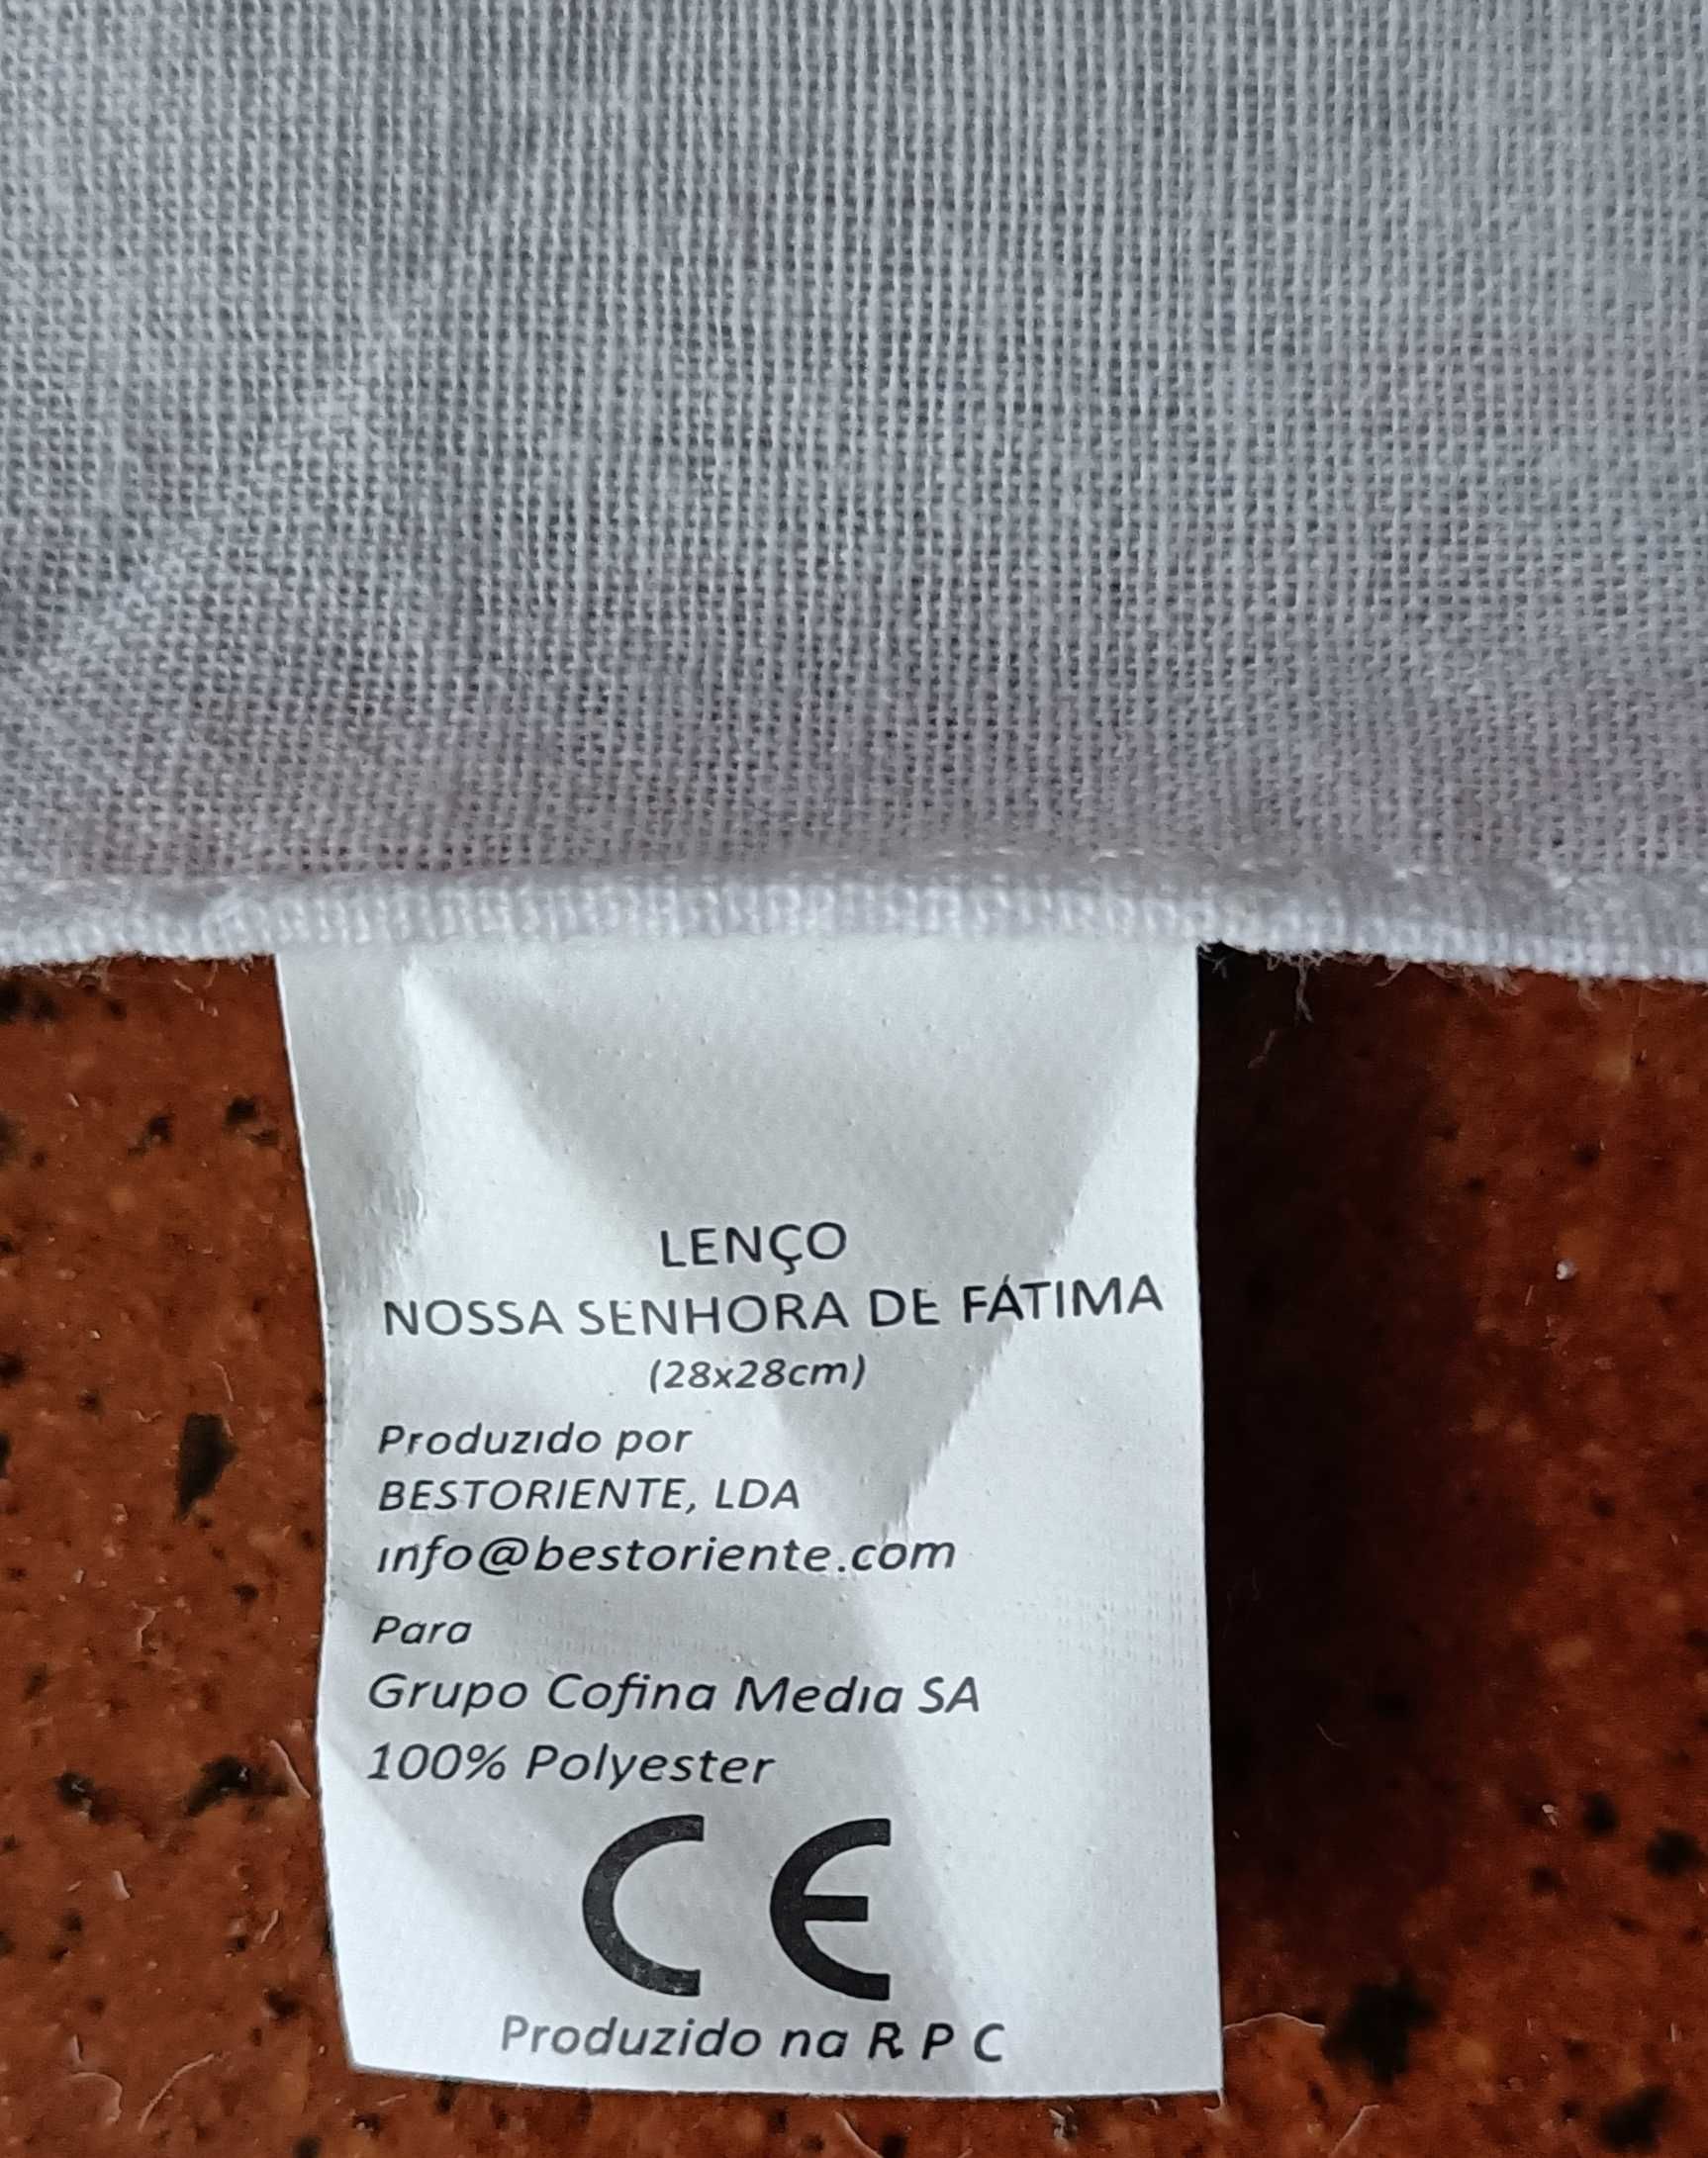 LENÇO
NOSSA SENHORA DE FÁTIMA
(28x28cm)
Produzido por
BESTORIENTE, LDA
info@bestoriente.com
Para
Grupo Cofina Media SA
100% Polyester
CE
Produzido na R P C